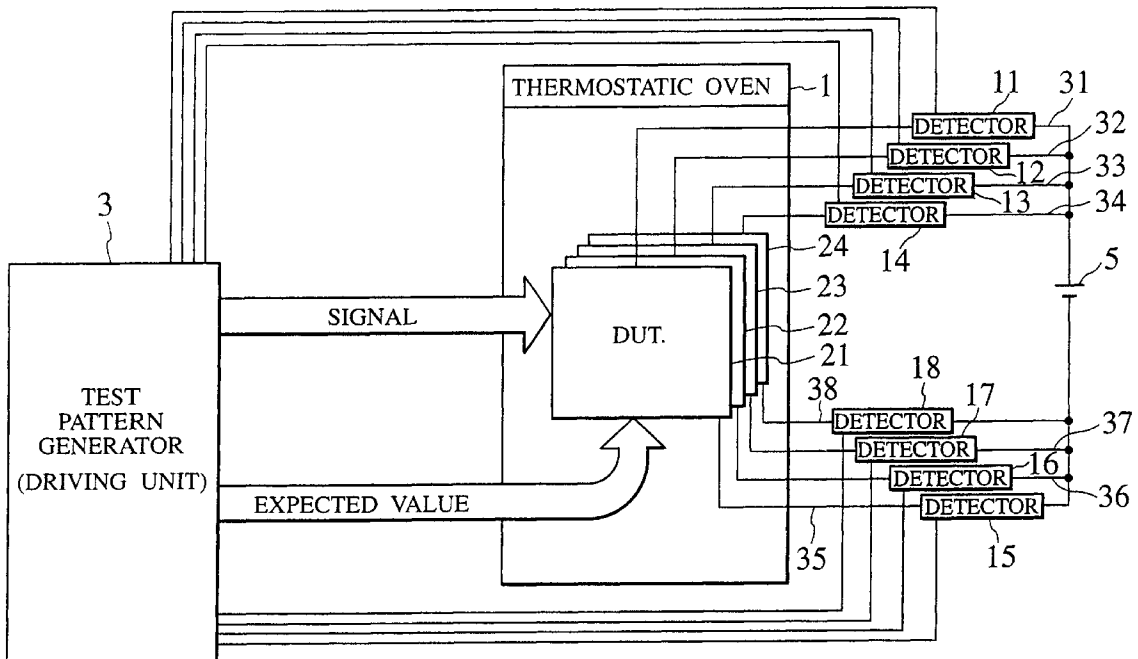 THERMOSTATIC OVEN
1
11
31
DETECTOR
32
DETECTOR
12
33
DETECTOR
13
34
DETECTOR
14
3
24
5
23
SIGNAL
22
DUT.
21
TEST
PATTERN
GENERATOR
(DRIVING UNIT)
18
38
DETECTOR
17
37
DETECTOR
16
DETECTOR
36
EXPECTED VALUE
DETECTOR
35
15